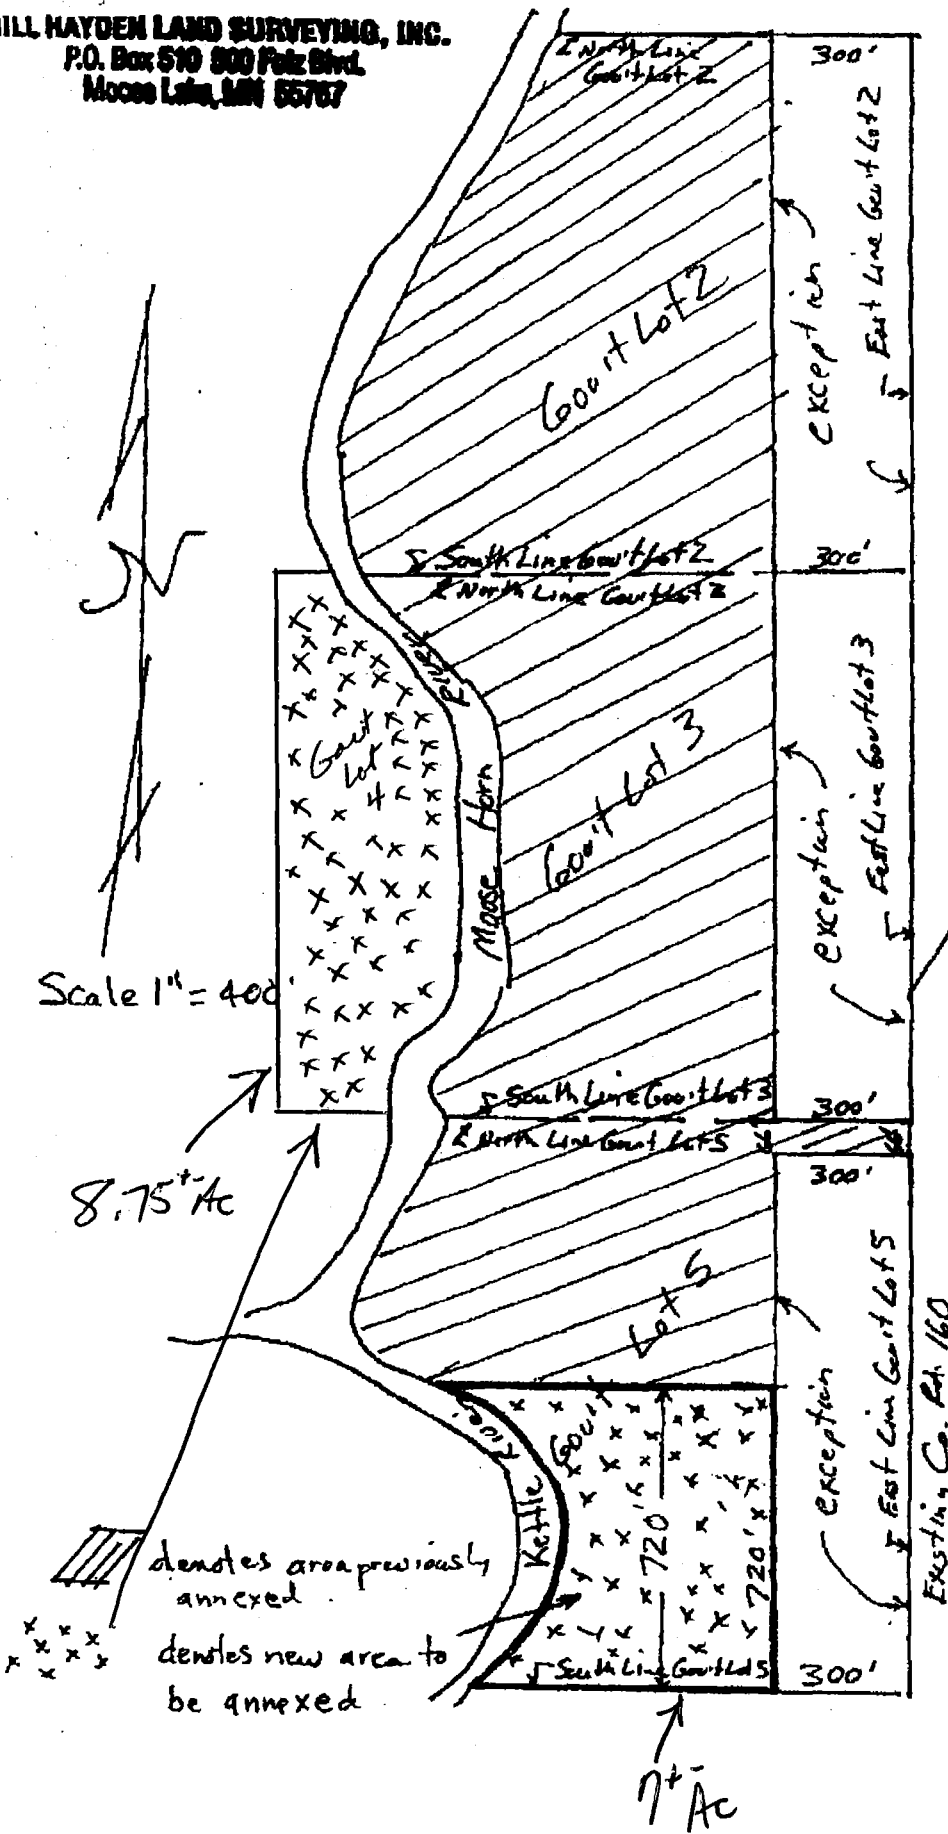 HILL HAYDEN LAND SURVEYING, INC.
P.O. Box 510 800 Folz Blvd.
Moose Lake, MN 55767
North Line
Gov't Lot 2
300'
East Line Gov't Lot 2
exception
Gov't Lot 2
South Line Gov't Lot 2
North Line Gov't Lot
300'
N
River
Moose Horn
Gov't
Lot
4
Gov't Lot 3
exception
East Line Gov't Lot 3
Scale 1" = 400'
South Line Gov't Lot 3
300'
North Line Gov't Lot 5
300'
8.75+- Ac
Gov't Lot 5
exception
East Line Gov't Lot 5
Existing Co. Rd. 160
Kettle River
720'
720'
denotes area previously
annexed
denotes new area to
be annexed
South Line Gov't Lot 5
300'
7+- Ac